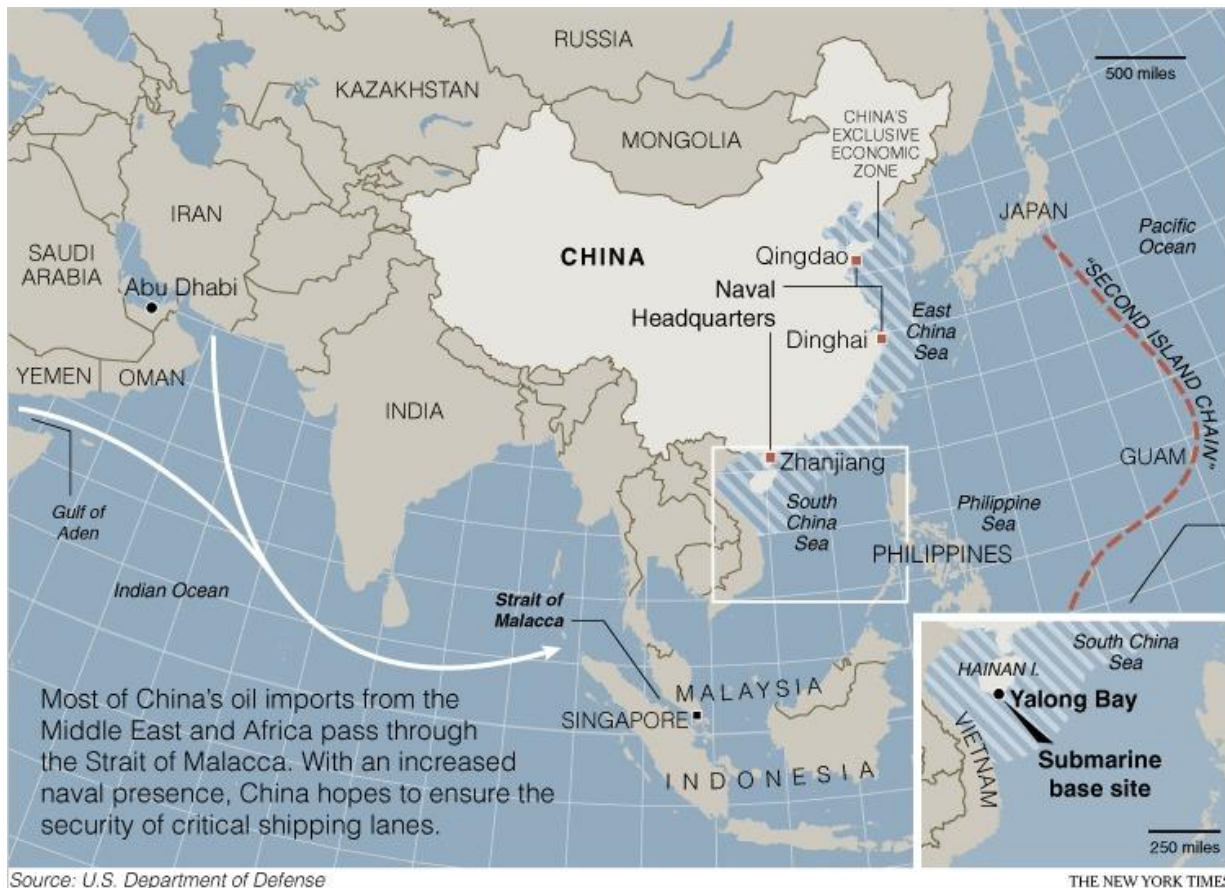 RUSSIA
500 miles
KAZAKHSTAN
MONGOLIA
CHINA'S
EXCLUSIVE
ECONOMIC
ZONE
JAPAN
Pacific
Ocean
IRAN
SAUDI
ARABIA
Abu Dhabi
CHINA
Qingdao
Naval
Headquarters
Dinghai
East
China
Sea
"SECOND ISLAND CHAIN"
YEMEN
OMAN
INDIA
Zhanjiang
GUAM
Gulf of
Aden
South
China
Sea
Philippine
Sea
PHILIPPINES
Indian Ocean
Strait of
Malacca
MALAYSIA
SINGAPORE
INDONESIA
Most of China's oil imports from the
Middle East and Africa pass through
the Strait of Malacca. With an increased
naval presence, China hopes to ensure the
security of critical shipping lanes.
South China
Sea
HAINAN I.
Yalong Bay
VIETNAM
Submarine
base site
250 miles
Source: U.S. Department of Defense
THE NEW YORK TIMES